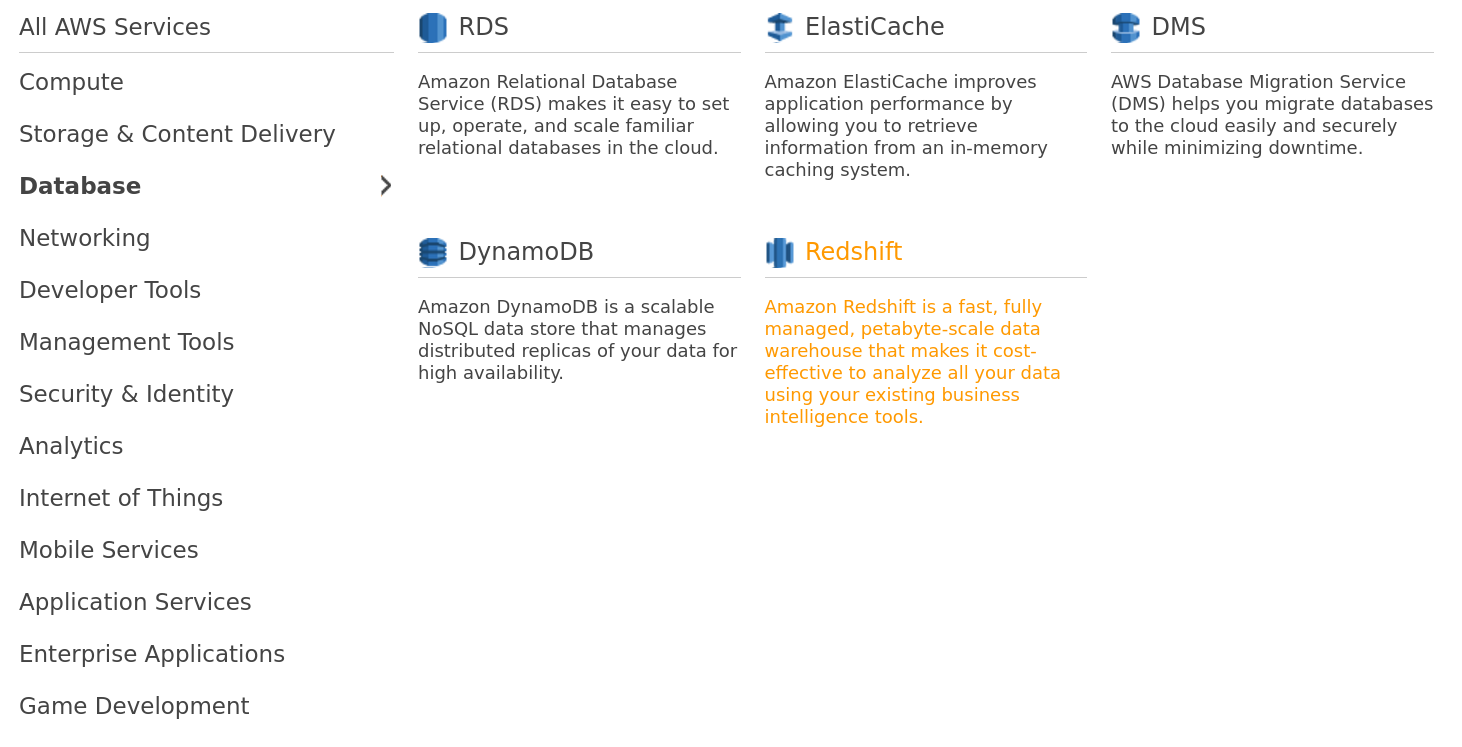 All AWS Services
Compute
Storage & Content Delivery
Database
Networking
Developer Tools
Management Tools
Security & Identity
Analytics
Internet of Things
Mobile Services
Application Services
Enterprise Applications
Game Development
RDS
Amazon Relational Database
Service (RDS) makes it easy to set
up, operate, and scale familiar
relational databases in the cloud.
ElastiCache
Amazon ElastiCache improves
application performance by
allowing you to retrieve
information from an in-memory
caching system.
DMS
AWS Database Migration Service
(DMS) helps you migrate databases
to the cloud easily and securely
while minimizing downtime.
DynamoDB
Amazon DynamoDB is a scalable
NoSQL data store that manages
distributed replicas of your data for
high availability.
Redshift
Amazon Redshift is a fast, fully
managed, petabyte-scale data
warehouse that makes it cost-
effective to analyze all your data
using your existing business
intelligence tools.